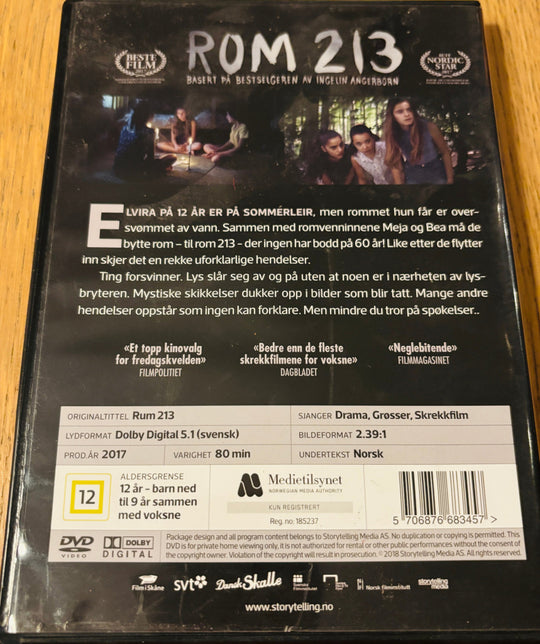 BESTE FILM
ROM 213
BEST NORDIC STAR
BASERT PÅ BESTSELGEREN AV INGELIN ANGERBORN
ELVIRA PÅ 12 ÅR ER PÅ SOMMERLEIR, men rommet hun får er over-
svømmet av vann. Sammen med romvenninnene Meja og Bea må de
bytte rom – til rom 213 - der ingen har bodd på 60 år! Like etter de flytter
inn skjer det en rekke uforklarlige hendelser.
Ting forsvinner. Lys slår seg av og på uten at noen er i nærheten av lys-
bryteren. Mystiske skikkelser dukker opp i bilder som blir tatt. Mange andre
hendelser oppstår som ingen kan forklare. Men mindre du tror på spøkelser..
«Et topp kinovalg
for fredagskvelden»
FILMPOLITIET
«Bedre enn de fleste
skrekkfilmene for voksne»
DAGBLADET
«Neglebitende»
FILMMAGASINET
ORIGINALTITTEL Rum 213
SJANGER Drama, Grøsser, Skrekkfilm
LYDFORMAT Dolby Digital 5.1 (svensk)
BILDEFORMAT 2.39:1
PROD.ÅR 2017
VARIGHET 80 min
UNDERTEKST Norsk
12
ALDERSGRENSE
12 år - barn ned
til 9 år sammen
med voksne
Medietilsynet
NORWEGIAN MEDIA AUTHORITY
KUN REGISTRERT
Reg. no: 185237
5 706876 683457 >
DVD VIDEO
DOLBY DIGITAL
Package design and all program content belongs to Storytelling Media AS. No duplication or copying is permitted. This
DVD is for private home viewing only, it is not authorized for rental or other public performances without the consent of
the copyright owner. Violation of the copyright will result in prosecution. ©2018 Storytelling Media AS. All rights reserved.
Film i Skåne
svt
Dansk Skalle
Svenska Filminstitutet
Norsk filminstitutt
storytelling media
www.storytelling.no